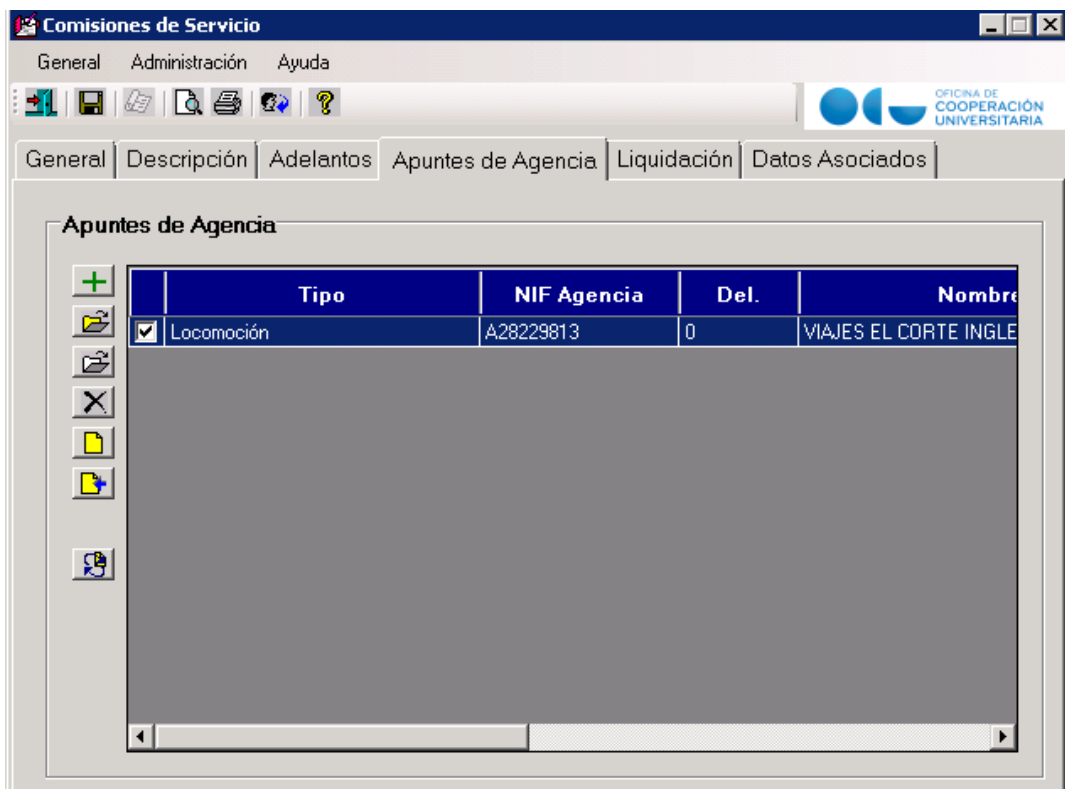 Comisiones de Servicio
General Administración Ayuda
OFICINA DE
COOPERACIÓN
UNIVERSITARIA
General Descripción Adelantos Apuntes de Agencia Liquidación Datos Asociados
Apuntes de Agencia
Tipo NIF Agencia Del. Nombre
Locomoción A28229813 0 VIAJES EL CORTE INGLE